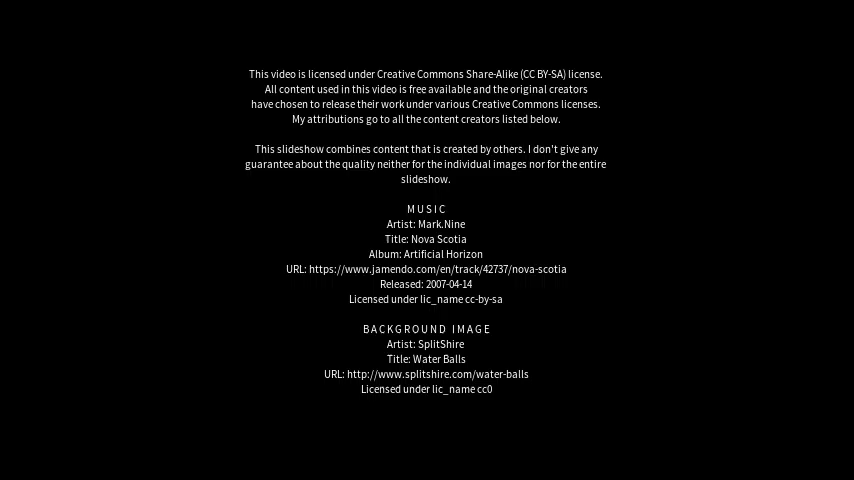 This video is licensed under Creative Commons Share-Alike (CC BY-SA) license.
All content used in this video is free available and the original creators
have chosen to release their work under various Creative Commons licenses.
My attributions go to all the content creators listed below.
This slideshow combines content that is created by others. I don't give any
guarantee about the quality neither for the individual images nor for the entire
slideshow.
MUSIC
Artist: Mark.Nine
Title: Nova Scotia
Album: Artificial Horizon
URL: https://www.jamendo.com/en/track/42737/nova-scotia
Released: 2007-04-14
Licensed under lic_name cc-by-sa
BACKGROUND IMAGE
Artist: SplitShire
Title: Water Balls
URL: http://www.splitshire.com/water-balls
Licensed under lic_name cc0